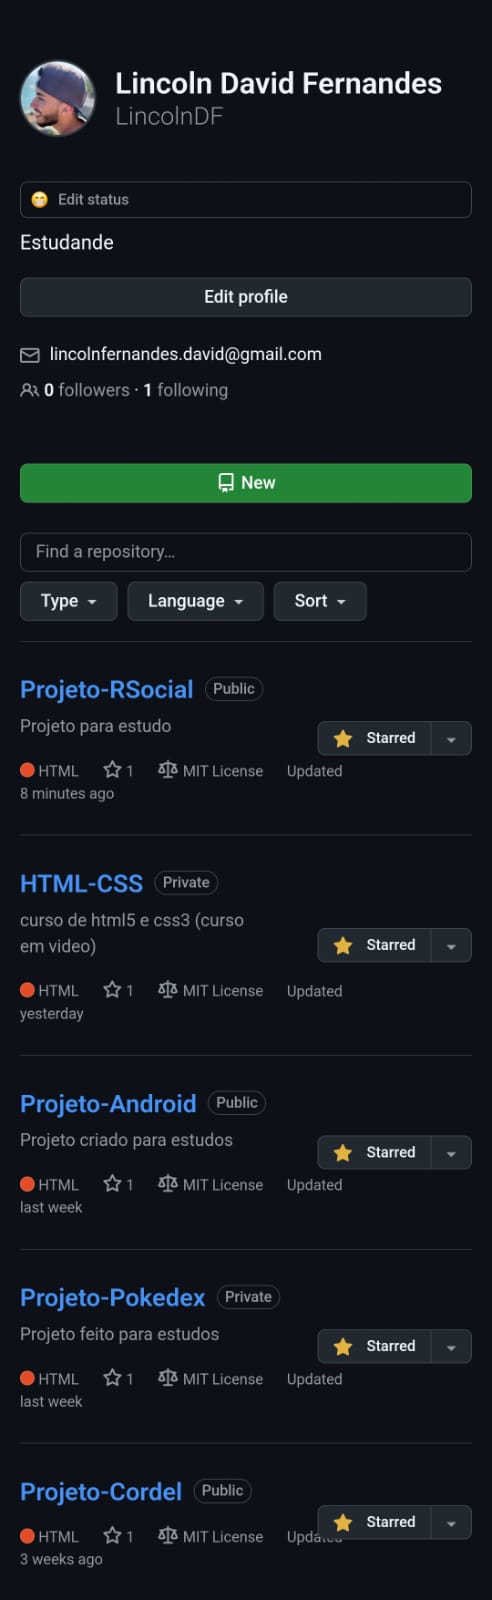 Lincoln David Fernandes
LincolnDF
Edit status
Estudande
Edit profile
lincolnfernandes.david@gmail.com
0 followers · 1 following
New
Find a repository...
Type
Language
Sort
Projeto-RSocial Public
Projeto para estudo
Starred
HTML 1 MIT License Updated
8 minutes ago
HTML-CSS Private
curso de html5 e css3 (curso
em video)
Starred
HTML 1 MIT License Updated
yesterday
Projeto-Android Public
Projeto criado para estudos
Starred
HTML 1 MIT License Updated
last week
Projeto-Pokedex Private
Projeto feito para estudos
Starred
HTML 1 MIT License Updated
last week
Projeto-Cordel Public
Starred
HTML 1 MIT License Updated
3 weeks ago